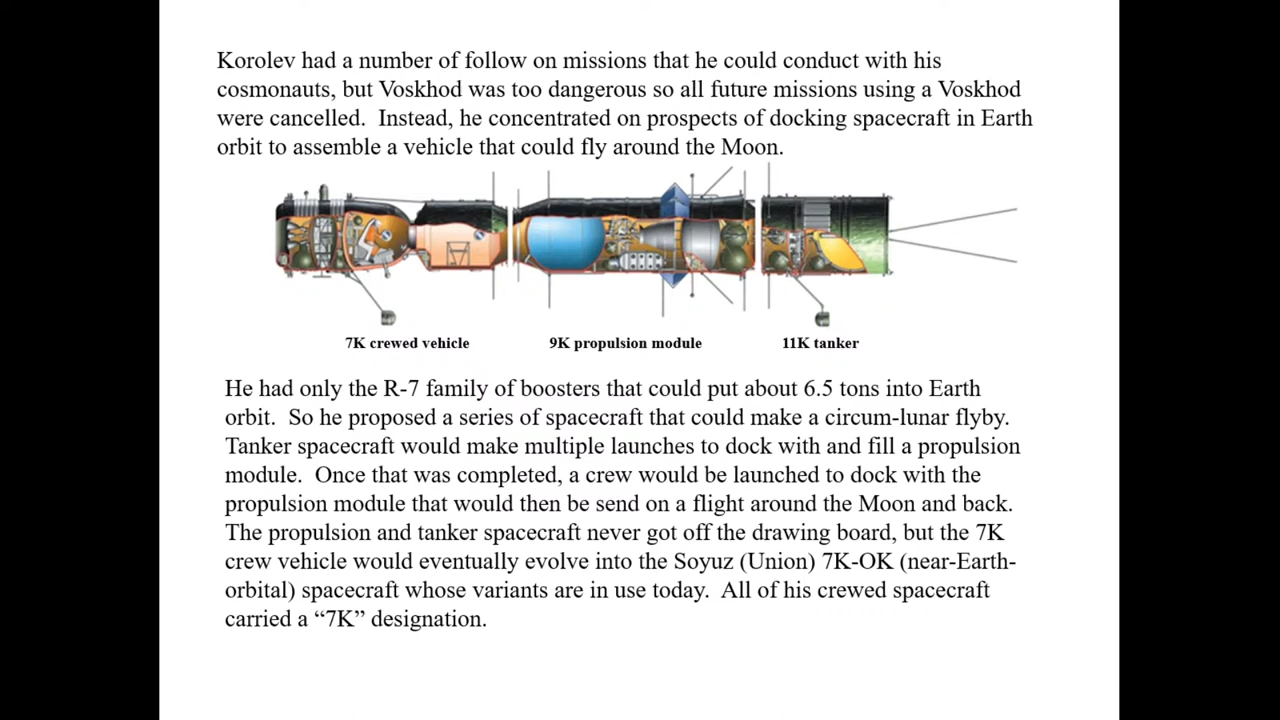 Korolev had a number of follow on missions that he could conduct with his
cosmonauts, but Voskhod was too dangerous so all future missions using a Voskhod
were cancelled.  Instead, he concentrated on prospects of docking spacecraft in Earth
orbit to assemble a vehicle that could fly around the Moon.
7K crewed vehicle
9K propulsion module
11K tanker
He had only the R-7 family of boosters that could put about 6.5 tons into Earth
orbit.  So he proposed a series of spacecraft that could make a circum-lunar flyby.
Tanker spacecraft would make multiple launches to dock with and fill a propulsion
module.  Once that was completed, a crew would be launched to dock with the
propulsion module that would then be send on a flight around the Moon and back.
The propulsion and tanker spacecraft never got off the drawing board, but the 7K
crew vehicle would eventually evolve into the Soyuz (Union) 7K-OK (near-Earth-
orbital) spacecraft whose variants are in use today.  All of his crewed spacecraft
carried a “7K” designation.